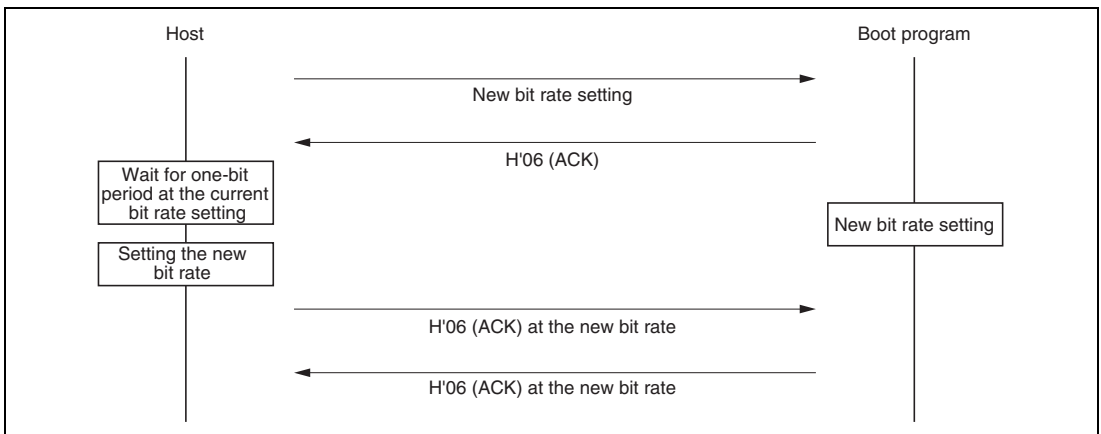 Host
Boot program
New bit rate setting
H'06 (ACK)
Wait for one-bit
period at the current
bit rate setting
New bit rate setting
Setting the new
bit rate
H'06 (ACK) at the new bit rate
H'06 (ACK) at the new bit rate